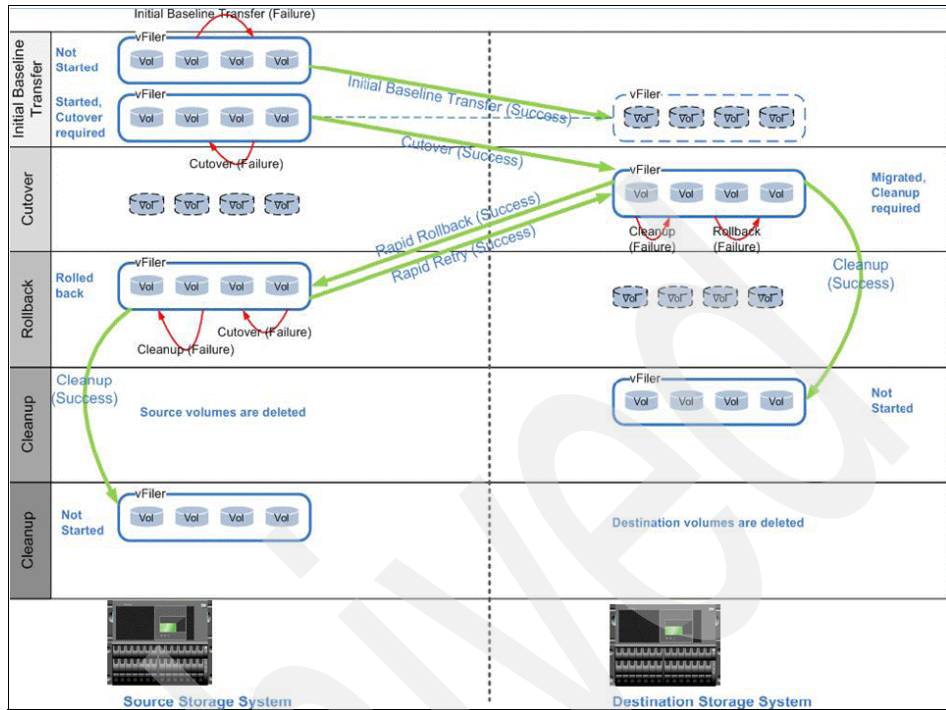 Initial Baseline Transfer (Failure)
Initial Baseline
Transfer
Not
Started
vFiler
Vol Vol Vol Vol
Initial Baseline Transfer (Success)
Started,
Cutover
required
vFiler
Vol Vol Vol Vol
vFiler
Vol Vol Vol Vol
Cutover (Failure)
Cutover (Success)
Cutover
Vol Vol Vol Vol
vFiler
Vol Vol Vol Vol
Migrated,
Cleanup
required
Cleanup
(Failure)
Rollback
(Failure)
Rapid Rollback (Success)
Rapid Retry (Success)
Cleanup
(Success)
Rollback
Rolled
back
vFiler
Vol Vol Vol Vol
Vol Vol Vol Vol
Cutover (Failure)
Cleanup (Failure)
Cleanup
(Success)
Cleanup
Source volumes are deleted
vFiler
Vol Vol Vol Vol
Not
Started
Cleanup
Not
Started
vFiler
Vol Vol Vol Vol
Destination volumes are deleted
Source Storage System
Destination Storage System
hived